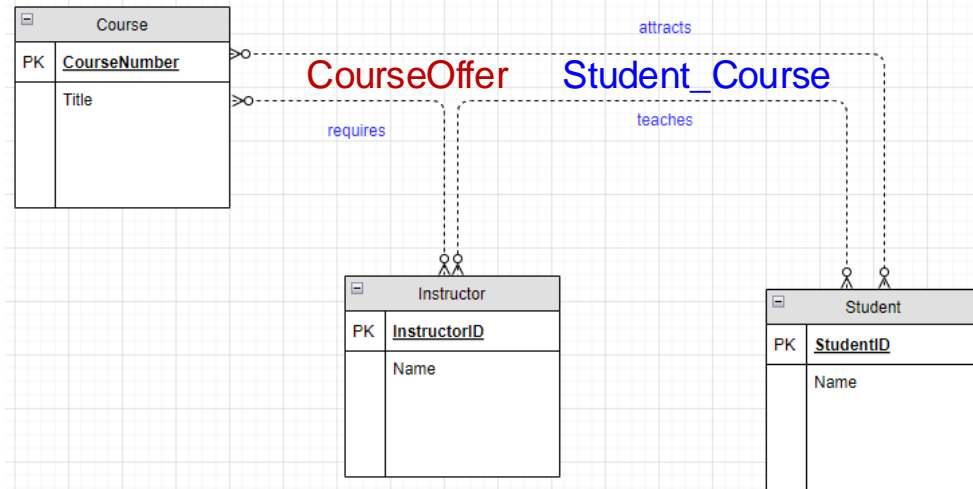 Course
PK CourseNumber
Title
attracts
CourseOffer Student_Course
requires
teaches
Instructor
PK InstructorID
Name
Student
PK StudentID
Name